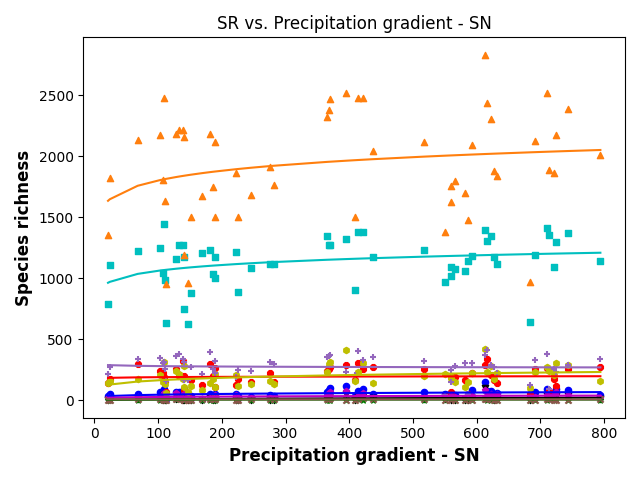 SR vs. Precipitation gradient - SN
Species richness
2500
2000
1500
1000
500
0
0 100 200 300 400 500 600 700 800
Precipitation gradient - SN